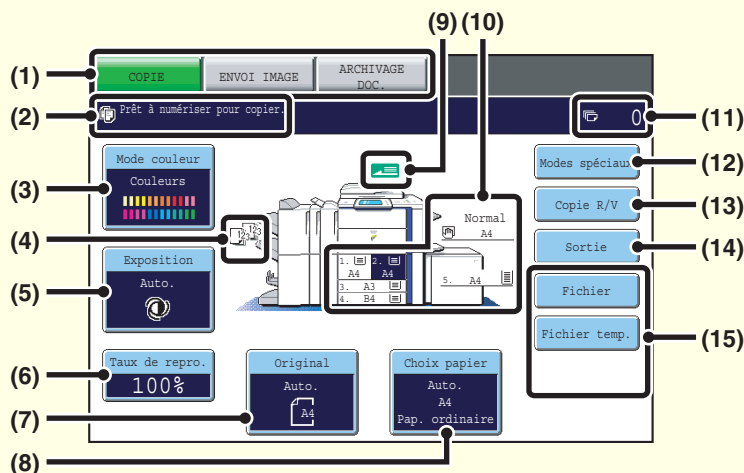 (9) (10)
(1) COPIE ENVOI IMAGE ARCHIVAGE DOC.
(2) Prêt à numériser pour copier. 0 (11)
Mode couleur
Couleurs
(3)
Modes spéciaux (12)
Copie R/V (13)
Sortie (14)
(4)
Normal
A4
1. 2.
A4 A4
3. A3
4. B4
5. A4
Exposition
Auto.
(5)
Fichier
Fichier temp.
(15)
Taux de repro.
100%
(6)
Original
Auto.
A4
(7)
Choix papier
Auto.
A4
Pap. ordinaire
(8)